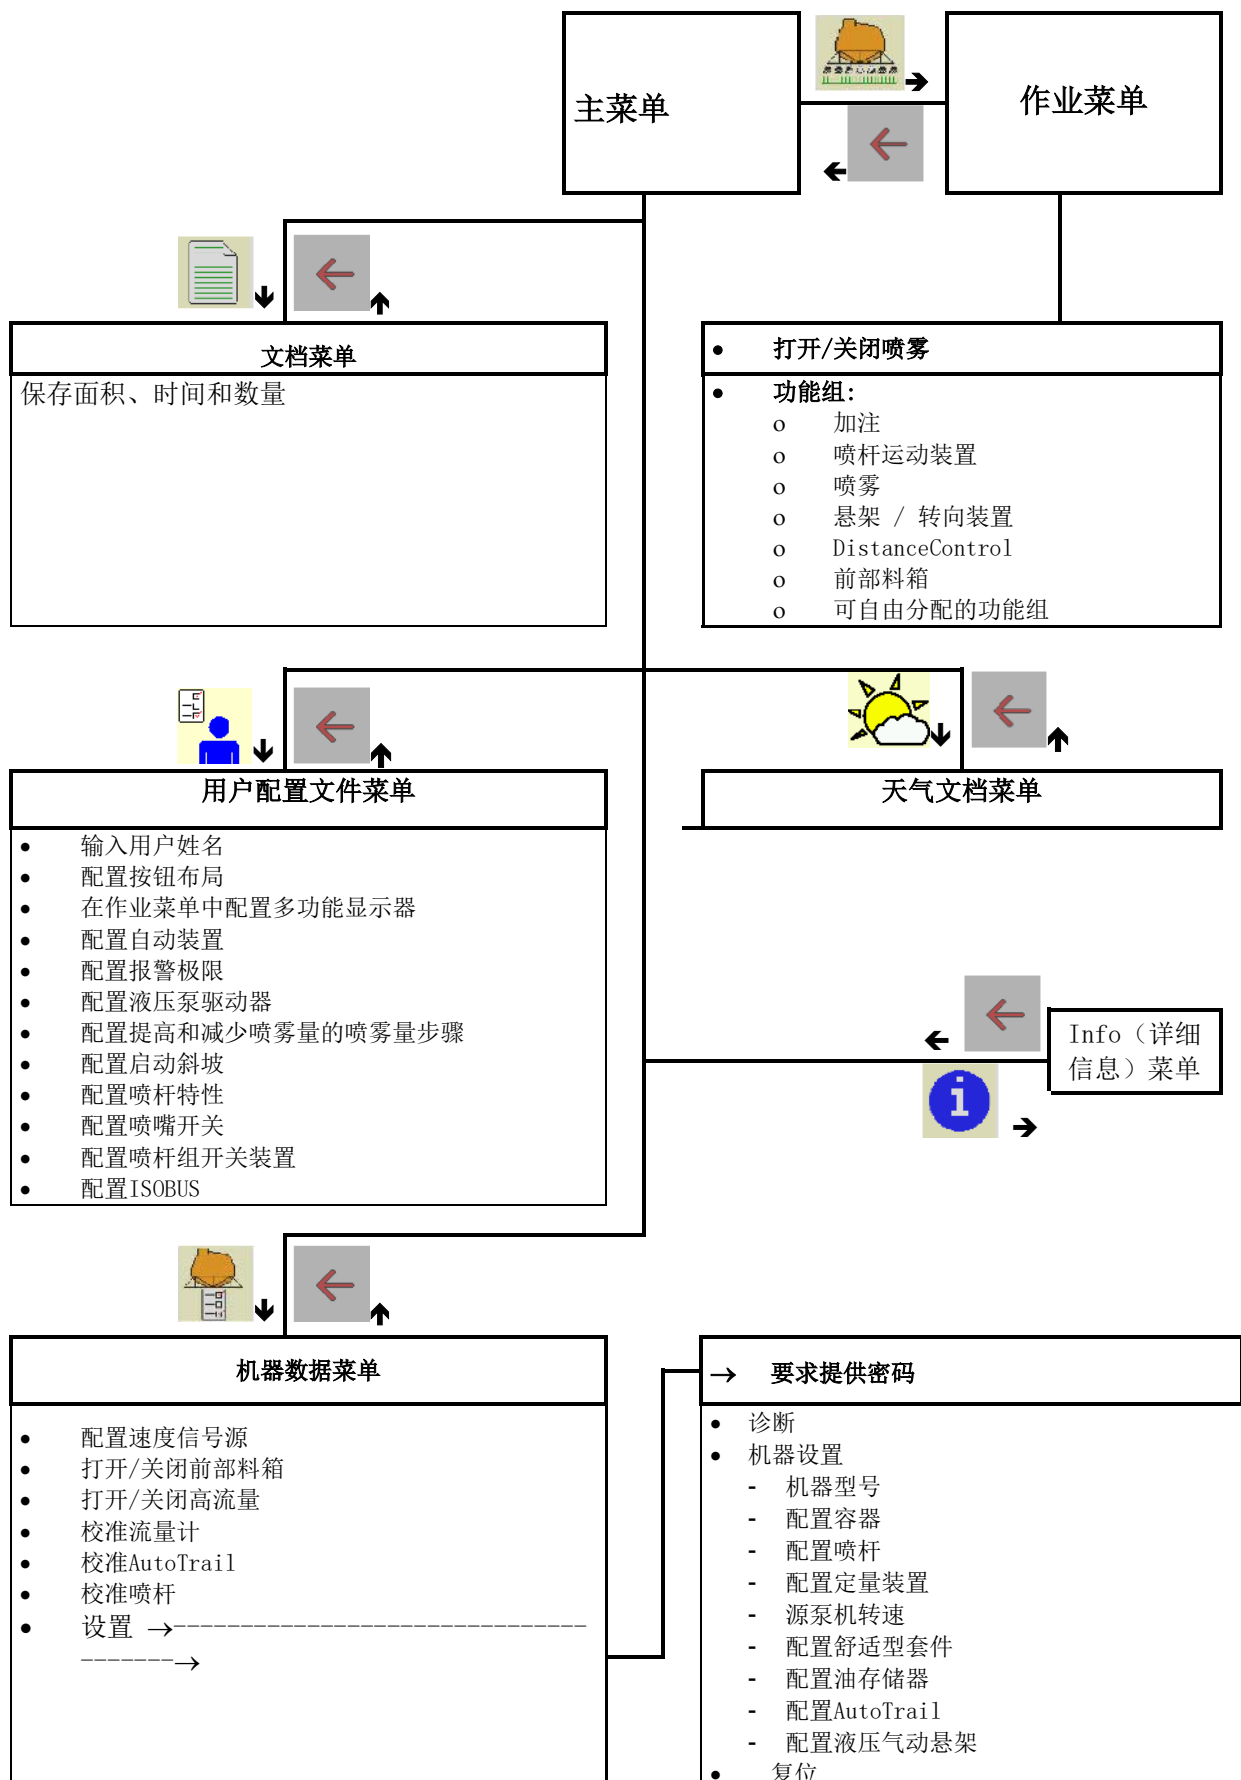 主菜单
作业菜单
文档菜单
保存面积、时间和数量
● 打开/关闭喷雾
● 功能组:
o 加注
o 喷杆运动装置
o 喷雾
o 悬架 / 转向装置
o DistanceControl
o 前部料箱
o 可自由分配的功能组
用户配置文件菜单
● 输入用户姓名
● 配置按钮布局
● 在作业菜单中配置多功能显示器
● 配置自动装置
● 配置报警极限
● 配置液压泵驱动器
● 配置提高和减少喷雾量的喷雾量步骤
● 配置启动斜坡
● 配置喷杆特性
● 配置喷嘴开关
● 配置喷杆组开关装置
● 配置ISOBUS
天气文档菜单
Info（详细
信息）菜单
i
机器数据菜单
● 配置速度信号源
● 打开/关闭前部料箱
● 打开/关闭高流量
● 校准流量计
● 校准AutoTrail
● 校准喷杆
● 设置 →-------------------------------
-------→
→ 要求提供密码
● 诊断
● 机器设置
- 机器型号
- 配置容器
- 配置喷杆
- 配置定量装置
- 源泵机转速
- 配置舒适型套件
- 配置油存储器
- 配置AutoTrail
- 配置液压气动悬架
● 复位